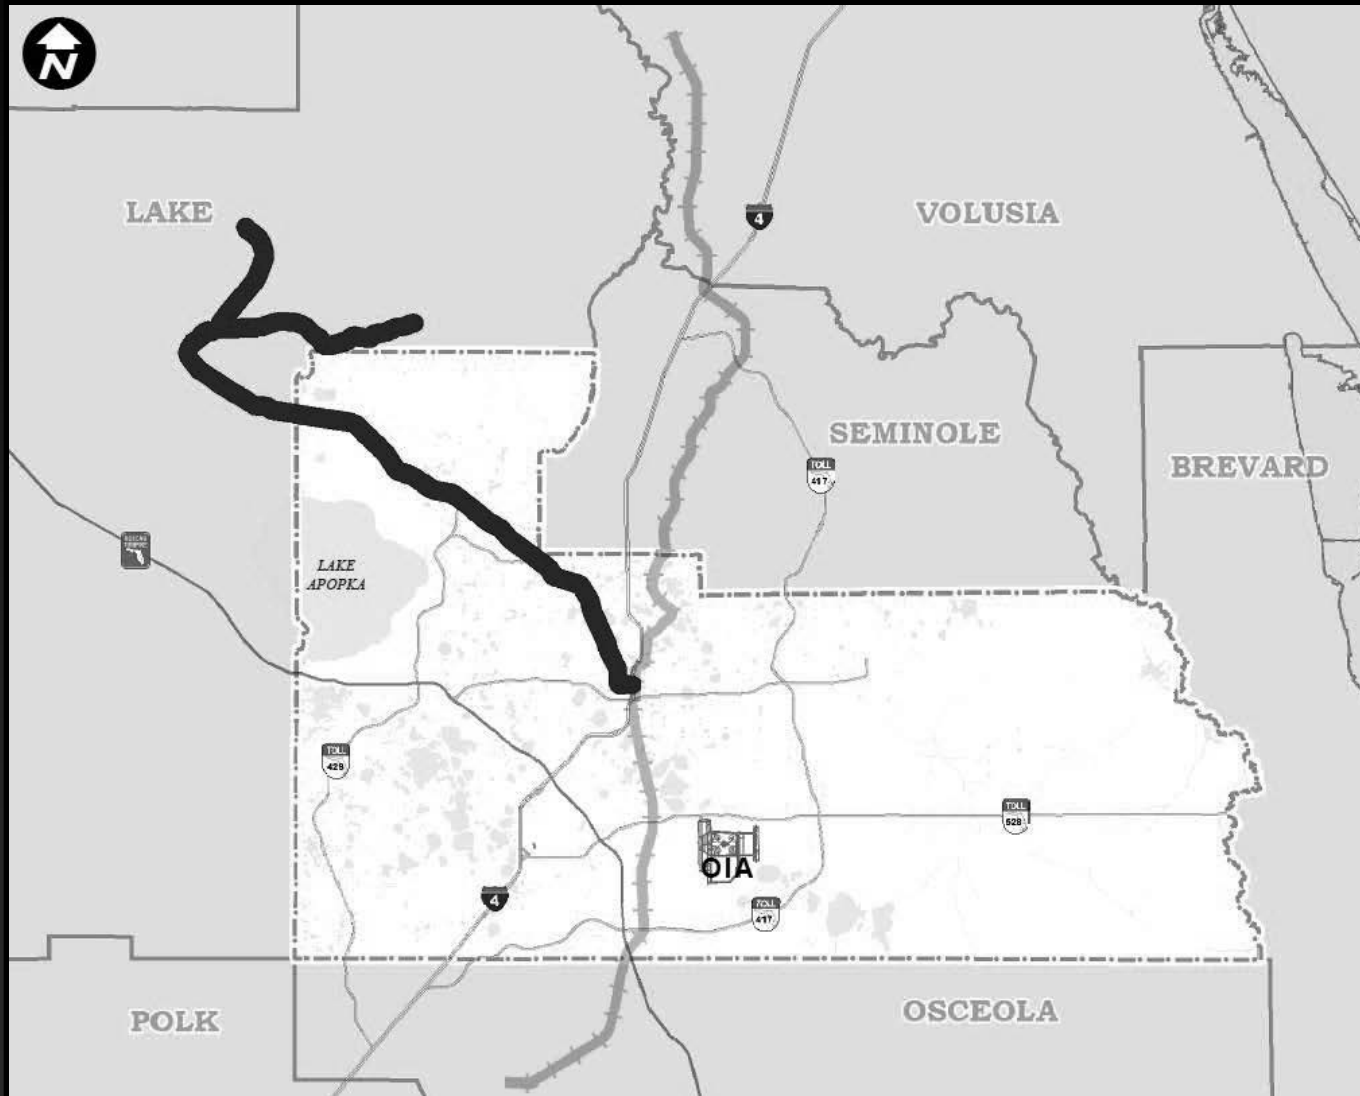 N
LAKE
4
VOLUSIA
SEMINOLE
TOLL
417
BREVARD
LAKE
APOPKA
TOLL
429
TOLL
528
OIA
4
TOLL
417
POLK
OSCEOLA